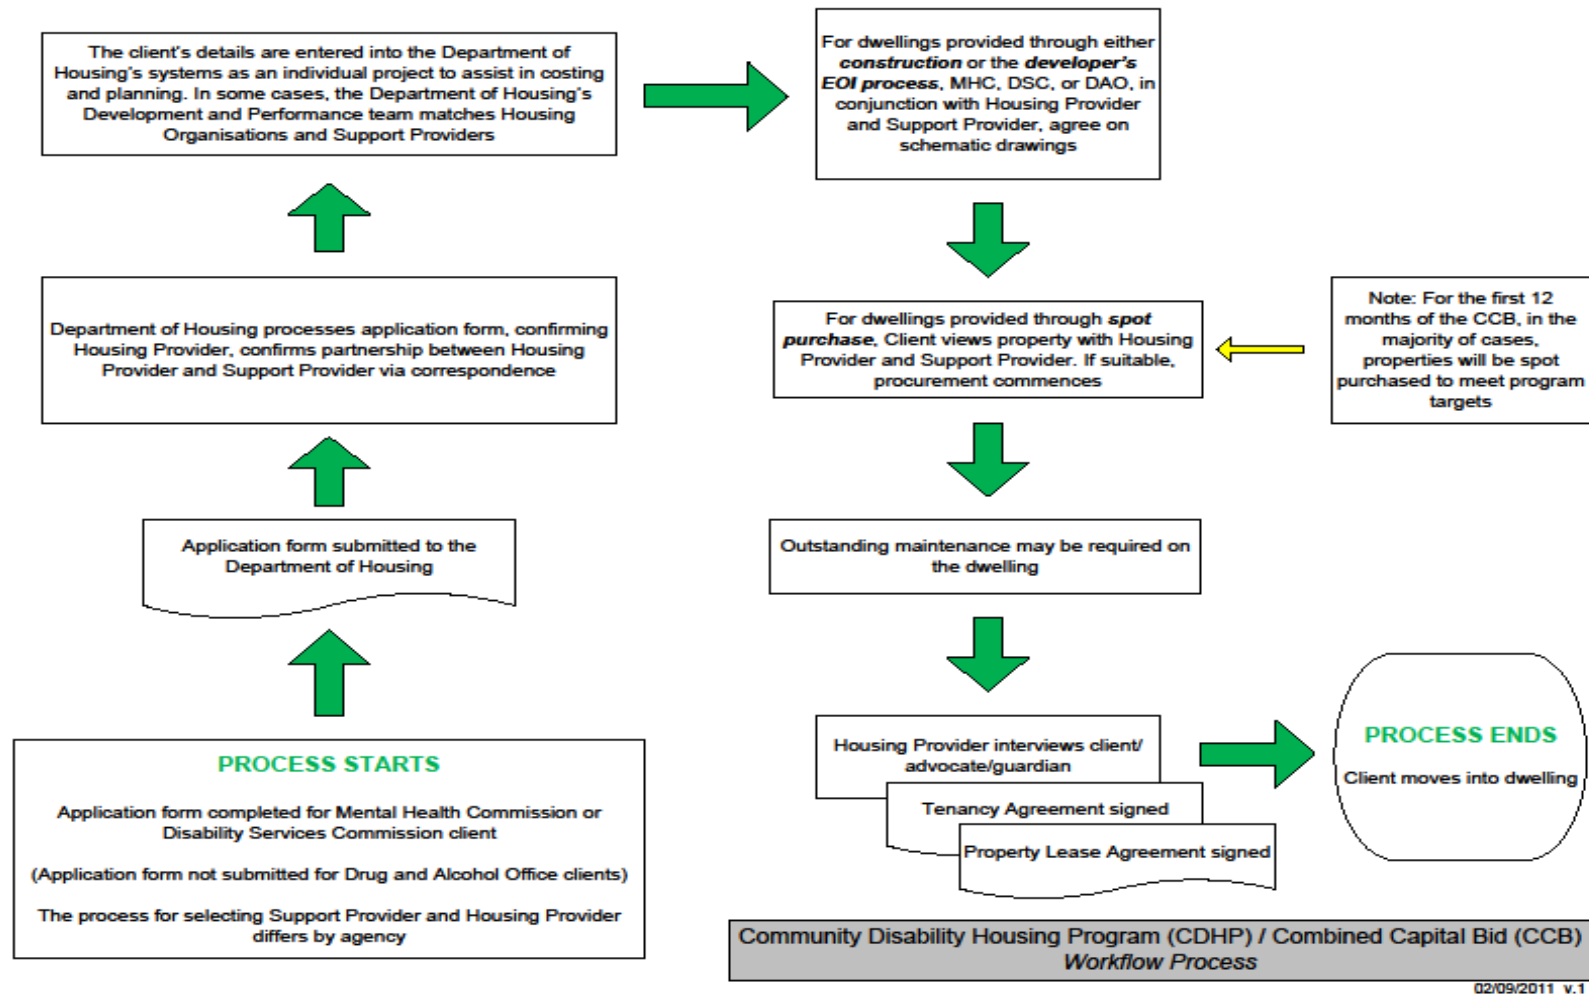 PROCESS STARTS
Application form completed for Mental Health Commission or
Disability Services Commission client
(Application form not submitted for Drug and Alcohol Office clients)
The process for selecting Support Provider and Housing Provider
differs by agency
Application form submitted to the
Department of Housing
Department of Housing processes application form, confirming
Housing Provider, confirms partnership between Housing
Provider and Support Provider via correspondence
The client's details are entered into the Department of
Housing's systems as an individual project to assist in costing
and planning. In some cases, the Department of Housing's
Development and Performance team matches Housing
Organisations and Support Providers
For dwellings provided through either
construction or the developer's
EOI process, MHC, DSC, or DAO, in
conjunction with Housing Provider
and Support Provider, agree on
schematic drawings
For dwellings provided through spot
purchase, Client views property with Housing
Provider and Support Provider. If suitable,
procurement commences
Note: For the first 12
months of the CCB, in the
majority of cases,
properties will be spot
purchased to meet program
targets
Outstanding maintenance may be required on
the dwelling
Housing Provider interviews client/
advocate/guardian
Tenancy Agreement signed
Property Lease Agreement signed
PROCESS ENDS
Client moves into dwelling
Community Disability Housing Program (CDHP) / Combined Capital Bid (CCB)
Workflow Process
02/09/2011 v.1